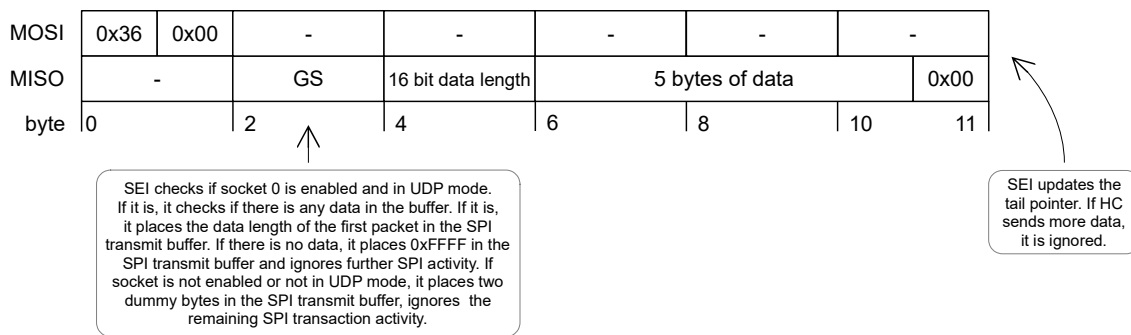 MOSI 0x36 0x00 - - - - -
MISO - GS 16 bit data length 5 bytes of data 0x00
byte 0 2 4 6 8 10 11
SEI checks if socket 0 is enabled and in UDP mode.
If it is, it checks if there is any data in the buffer. If it is,
it places the data length of the first packet in the SPI
transmit buffer. If there is no data, it places 0xFFFF in the
SPI transmit buffer and ignores further SPI activity. If
socket is not enabled or not in UDP mode, it places two
dummy bytes in the SPI transmit buffer, ignores the
remaining SPI transaction activity.
SEI updates the
tail pointer. If HC
sends more data,
it is ignored.